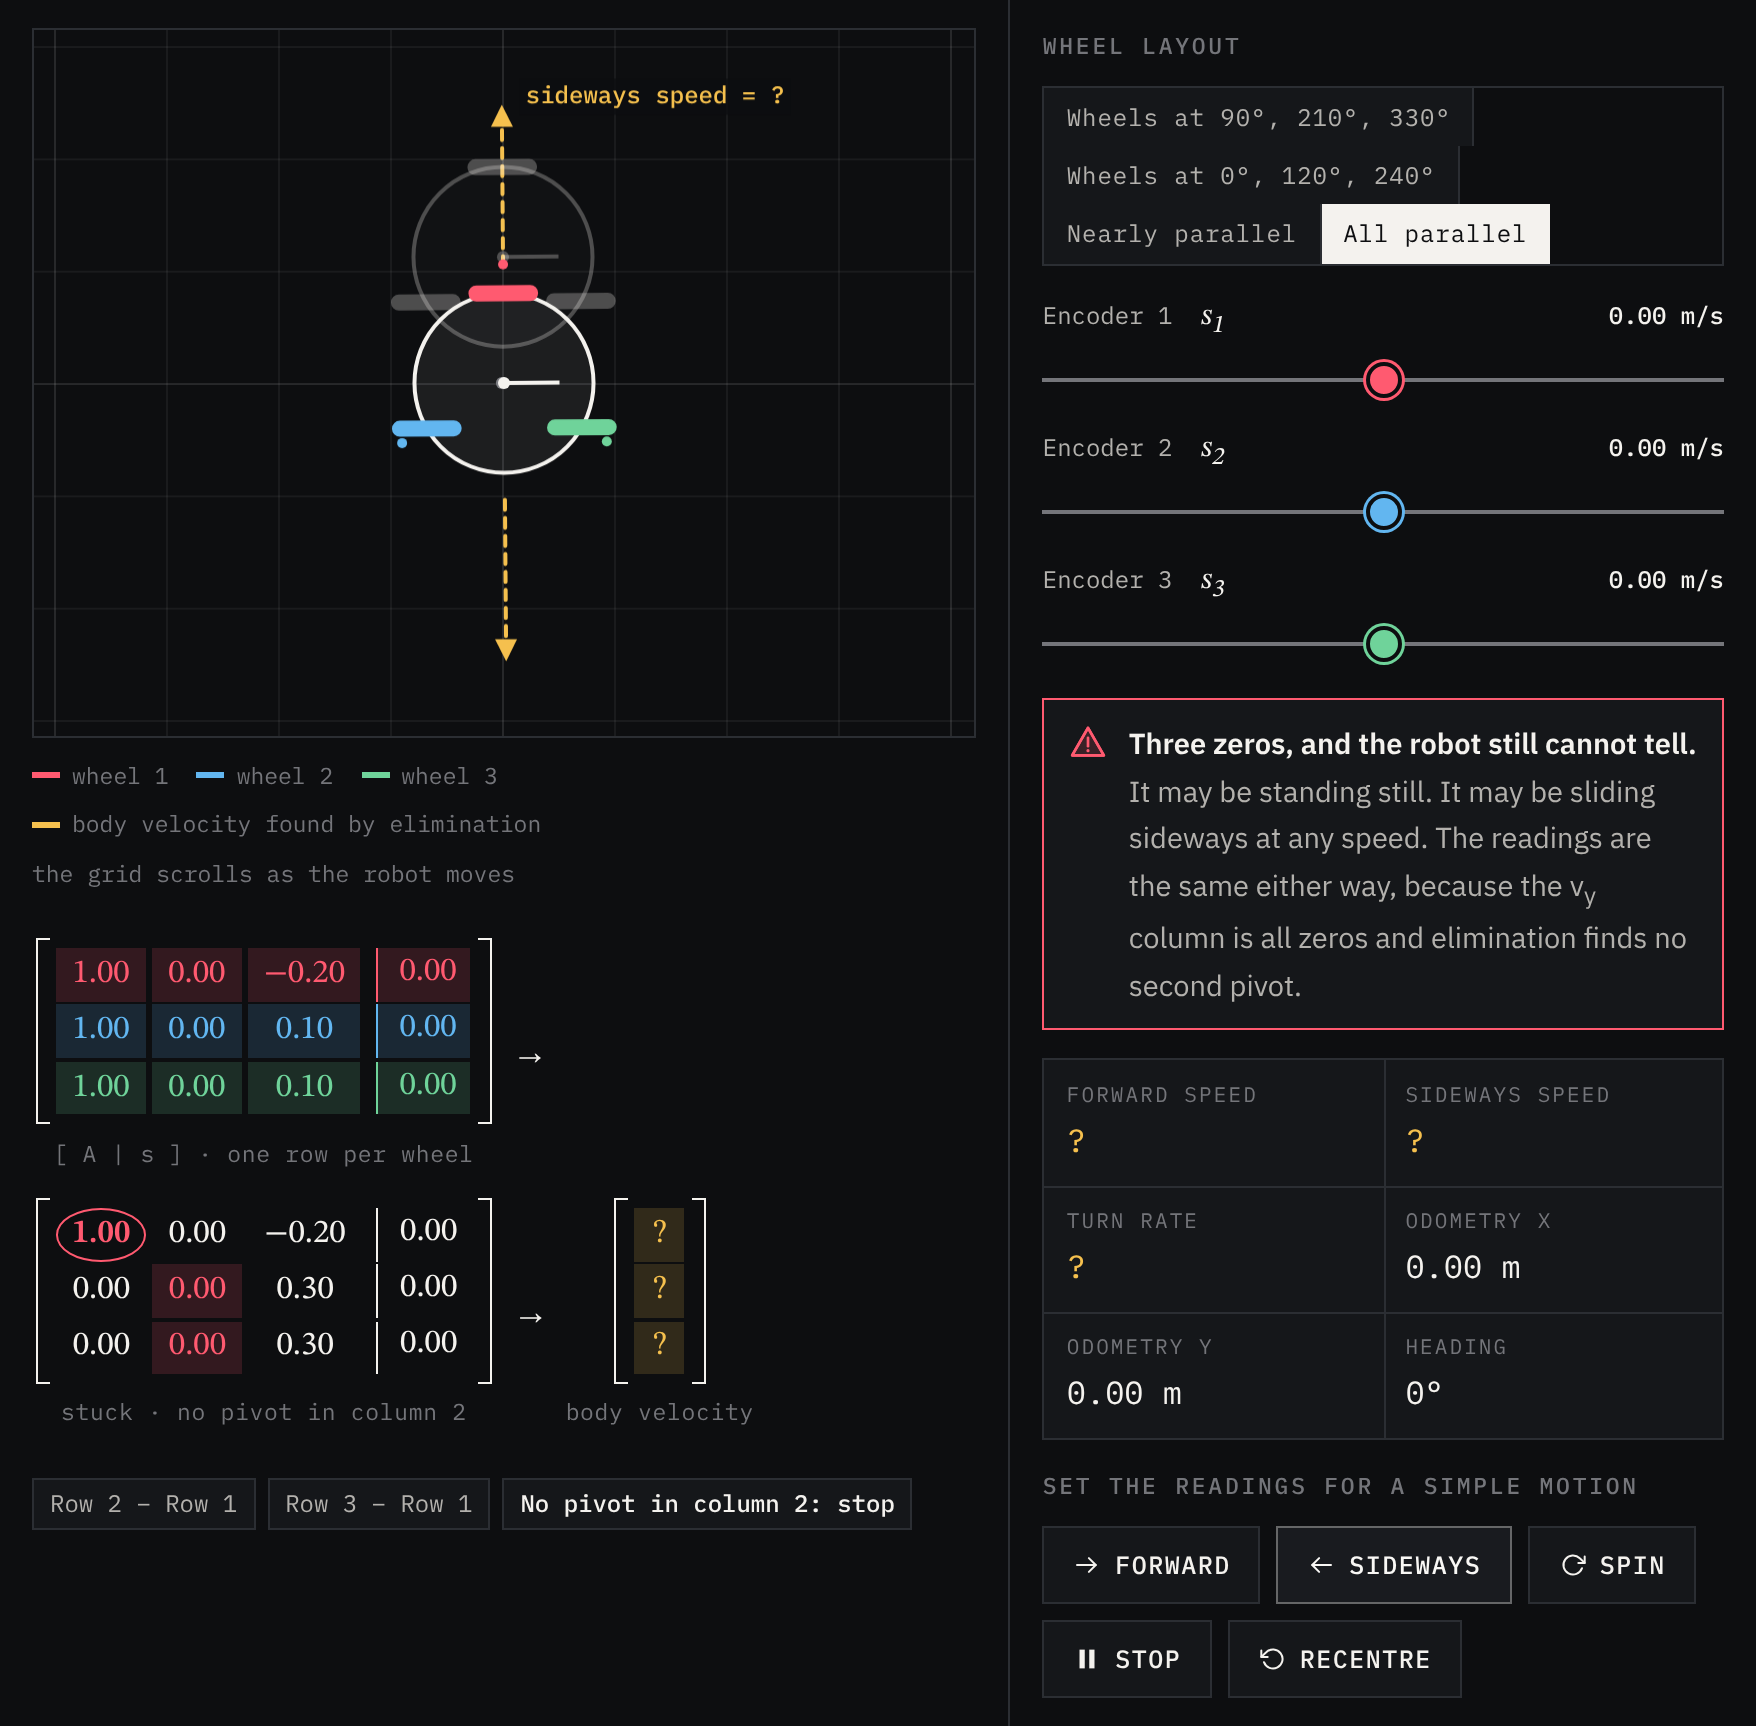 sideways speed = ?
wheel 1 wheel 2 wheel 3
body velocity found by elimination
the grid scrolls as the robot moves
1.00 0.00 −0.20 0.00
1.00 0.00 0.10 0.00
→
1.00 0.00 0.10 0.00
[ A | s ] · one row per wheel
1.00 0.00 −0.20 0.00 ?
0.00 0.00 0.30 0.00 ?
→
0.00 0.00 0.30 0.00 ?
stuck · no pivot in column 2 body velocity
Row 2 − Row 1 Row 3 − Row 1 No pivot in column 2: stop
WHEEL LAYOUT
Wheels at 90°, 210°, 330°
Wheels at 0°, 120°, 240°
Nearly parallel All parallel
Encoder 1 s1 0.00 m/s
Encoder 2 s2 0.00 m/s
Encoder 3 s3 0.00 m/s
Three zeros, and the robot still cannot tell.
It may be standing still. It may be sliding
sideways at any speed. The readings are
the same either way, because the vy
column is all zeros and elimination finds no
second pivot.
FORWARD SPEED SIDEWAYS SPEED
? ?
TURN RATE ODOMETRY X
? 0.00 m
ODOMETRY Y HEADING
0.00 m 0°
SET THE READINGS FOR A SIMPLE MOTION
→ FORWARD ← SIDEWAYS SPIN
STOP RECENTRE